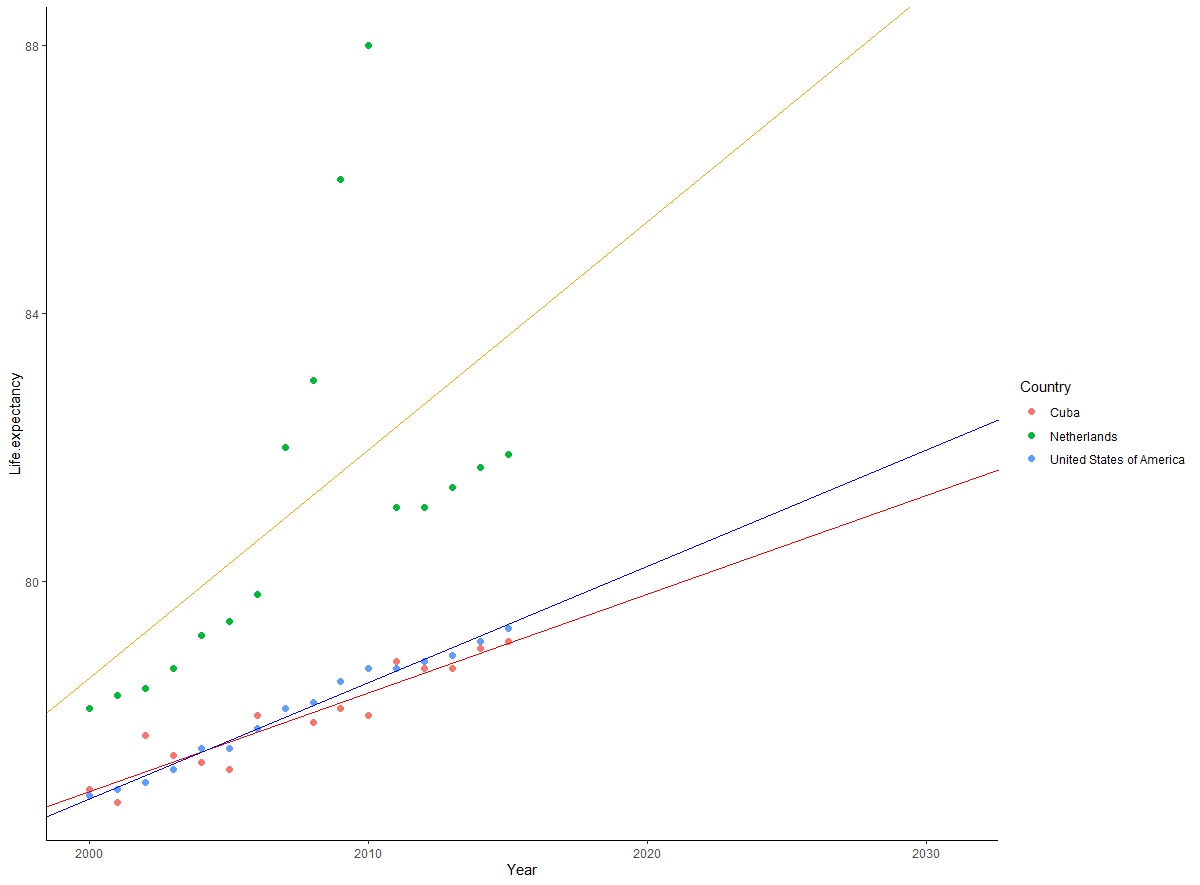 88
84
80
Life.expectancy
2000
2010
2020
2030
Year
Country
Cuba
Netherlands
United States of America